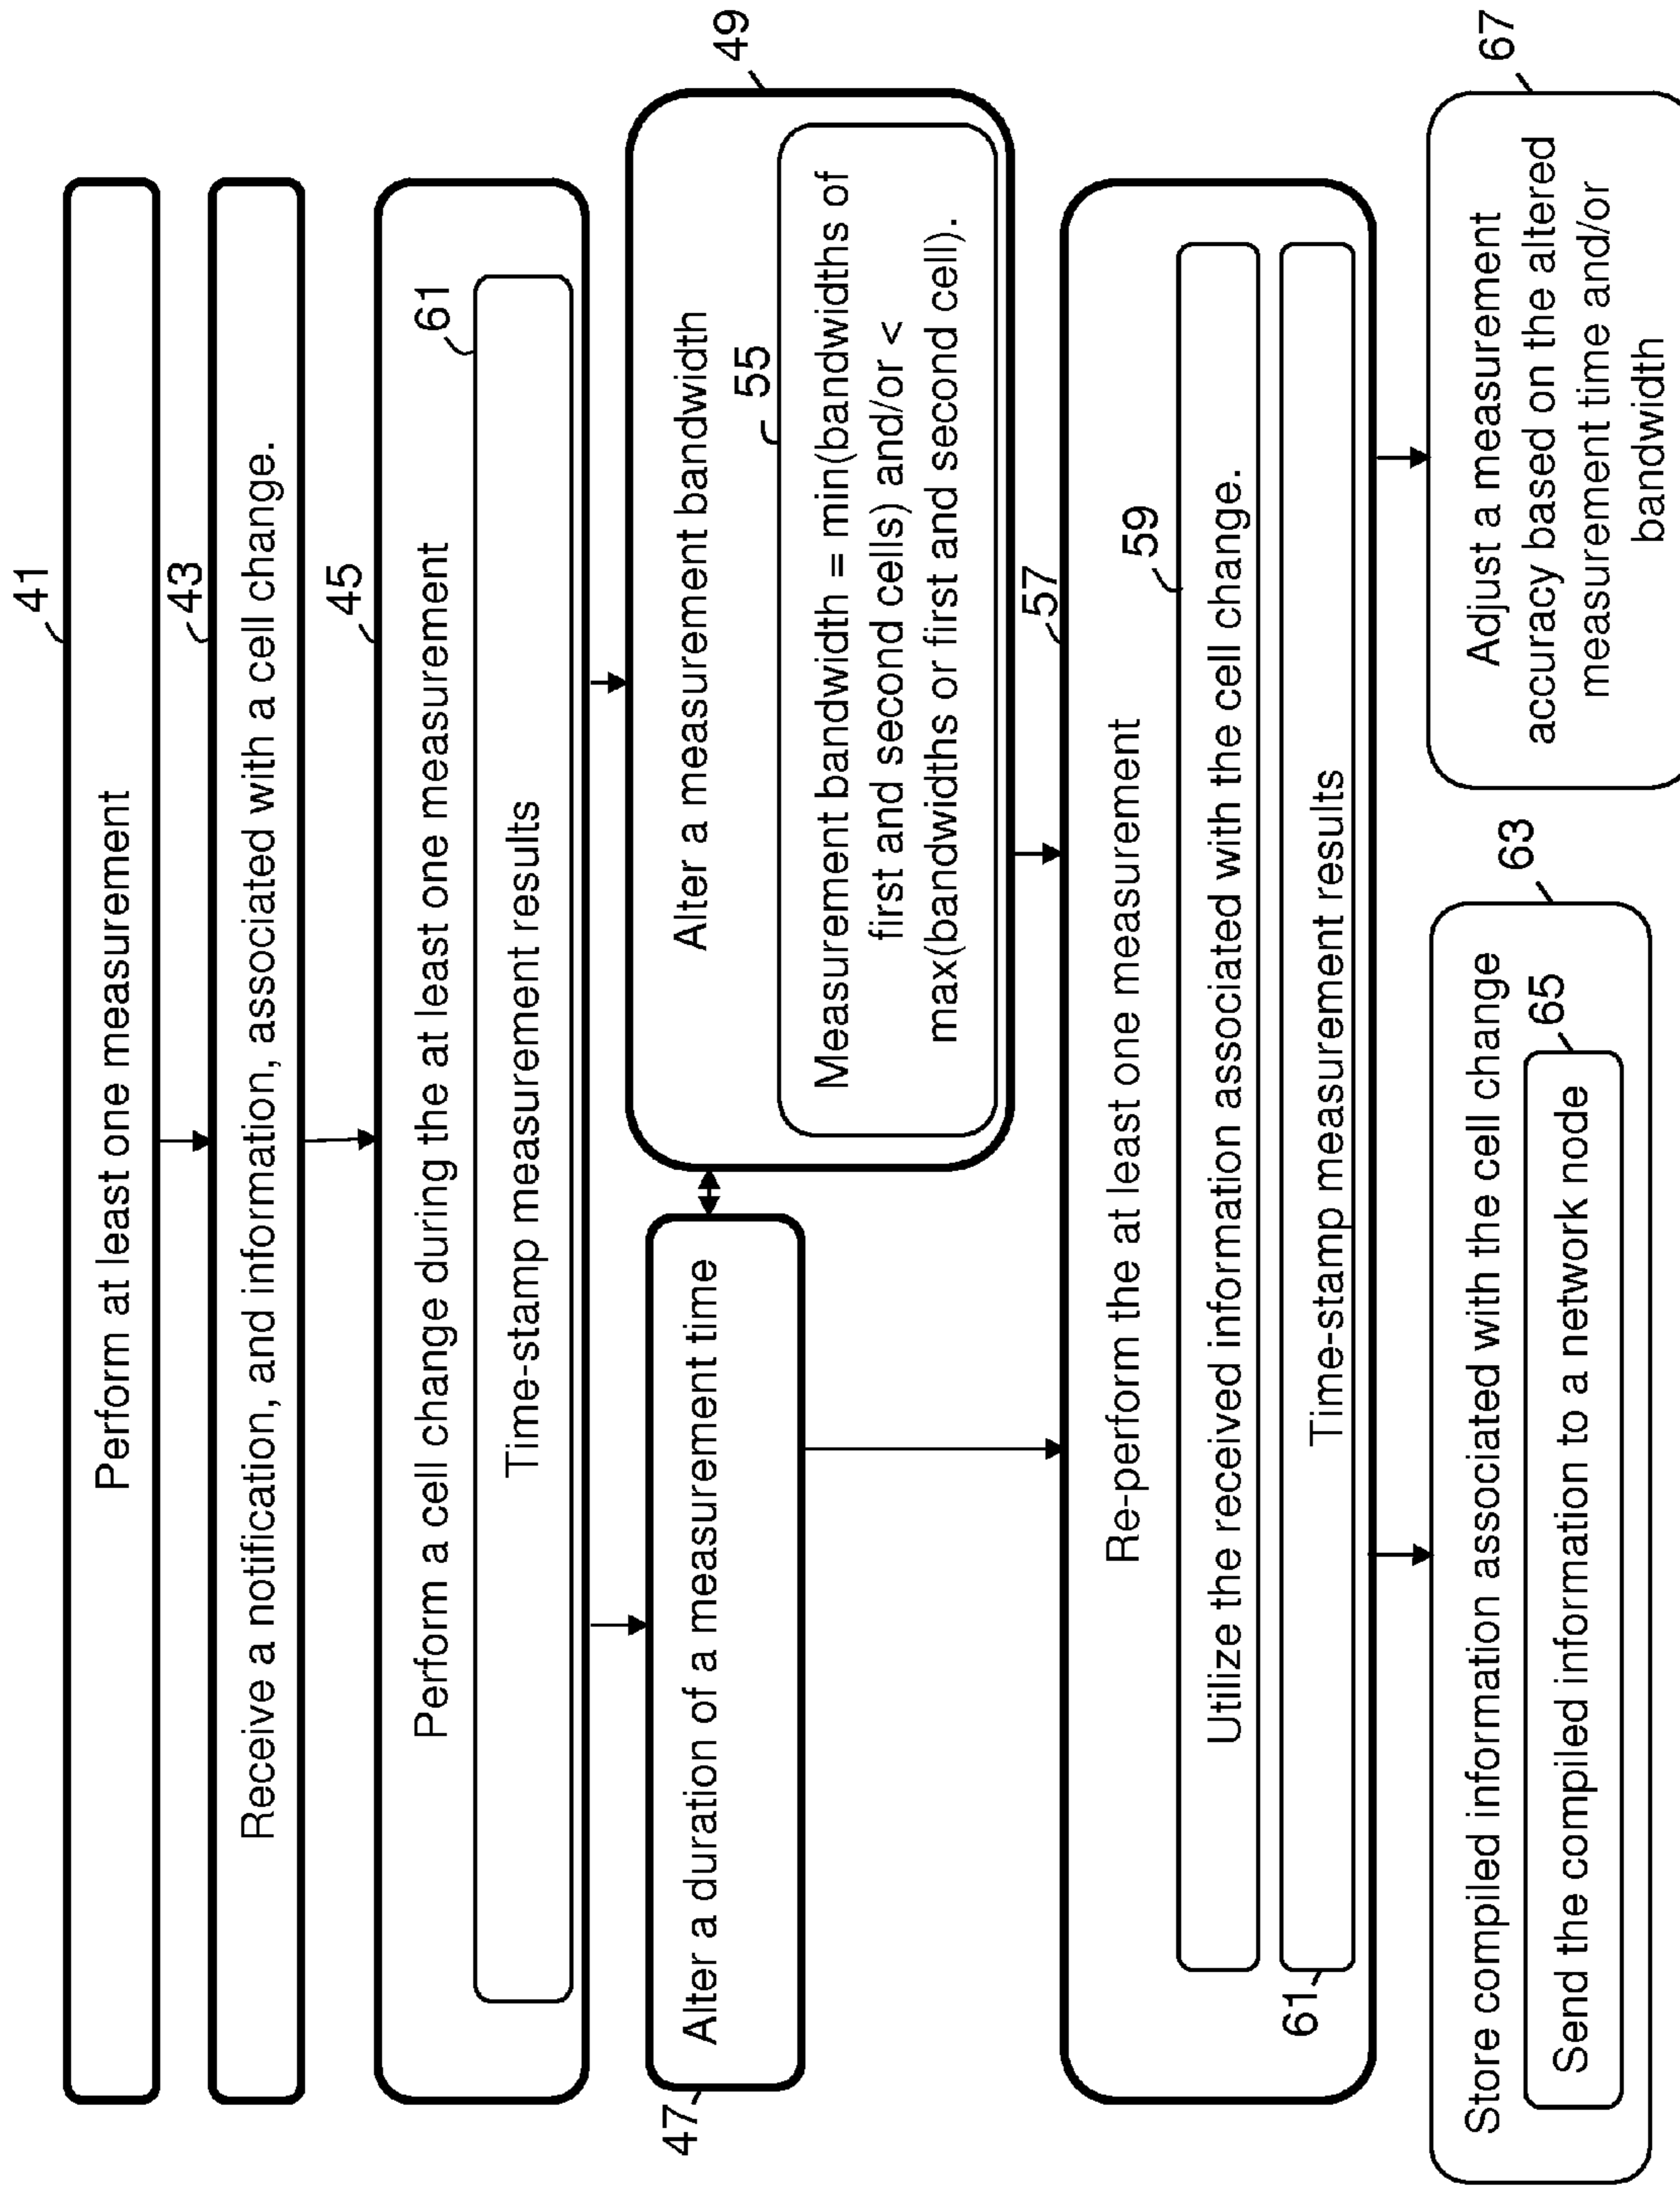 41
Perform at least one measurement
43
Receive a notification, and information, associated with a cell change.
45
Perform a cell change during the at least one measurement
61
Time-stamp measurement results
47
Alter a duration of a measurement time
49
Alter a measurement bandwidth
55
Measurement bandwidth = min(bandwidths of
first and second cells) and/or <
max(bandwidths or first and second cell).
57
Re-perform the at least one measurement
59
Utilize the received information associated with the cell change.
61
Time-stamp measurement results
63
Store compiled information associated with the cell change
65
Send the compiled information to a network node
67
Adjust a measurement
accuracy based on the altered
measurement time and/or
bandwidth